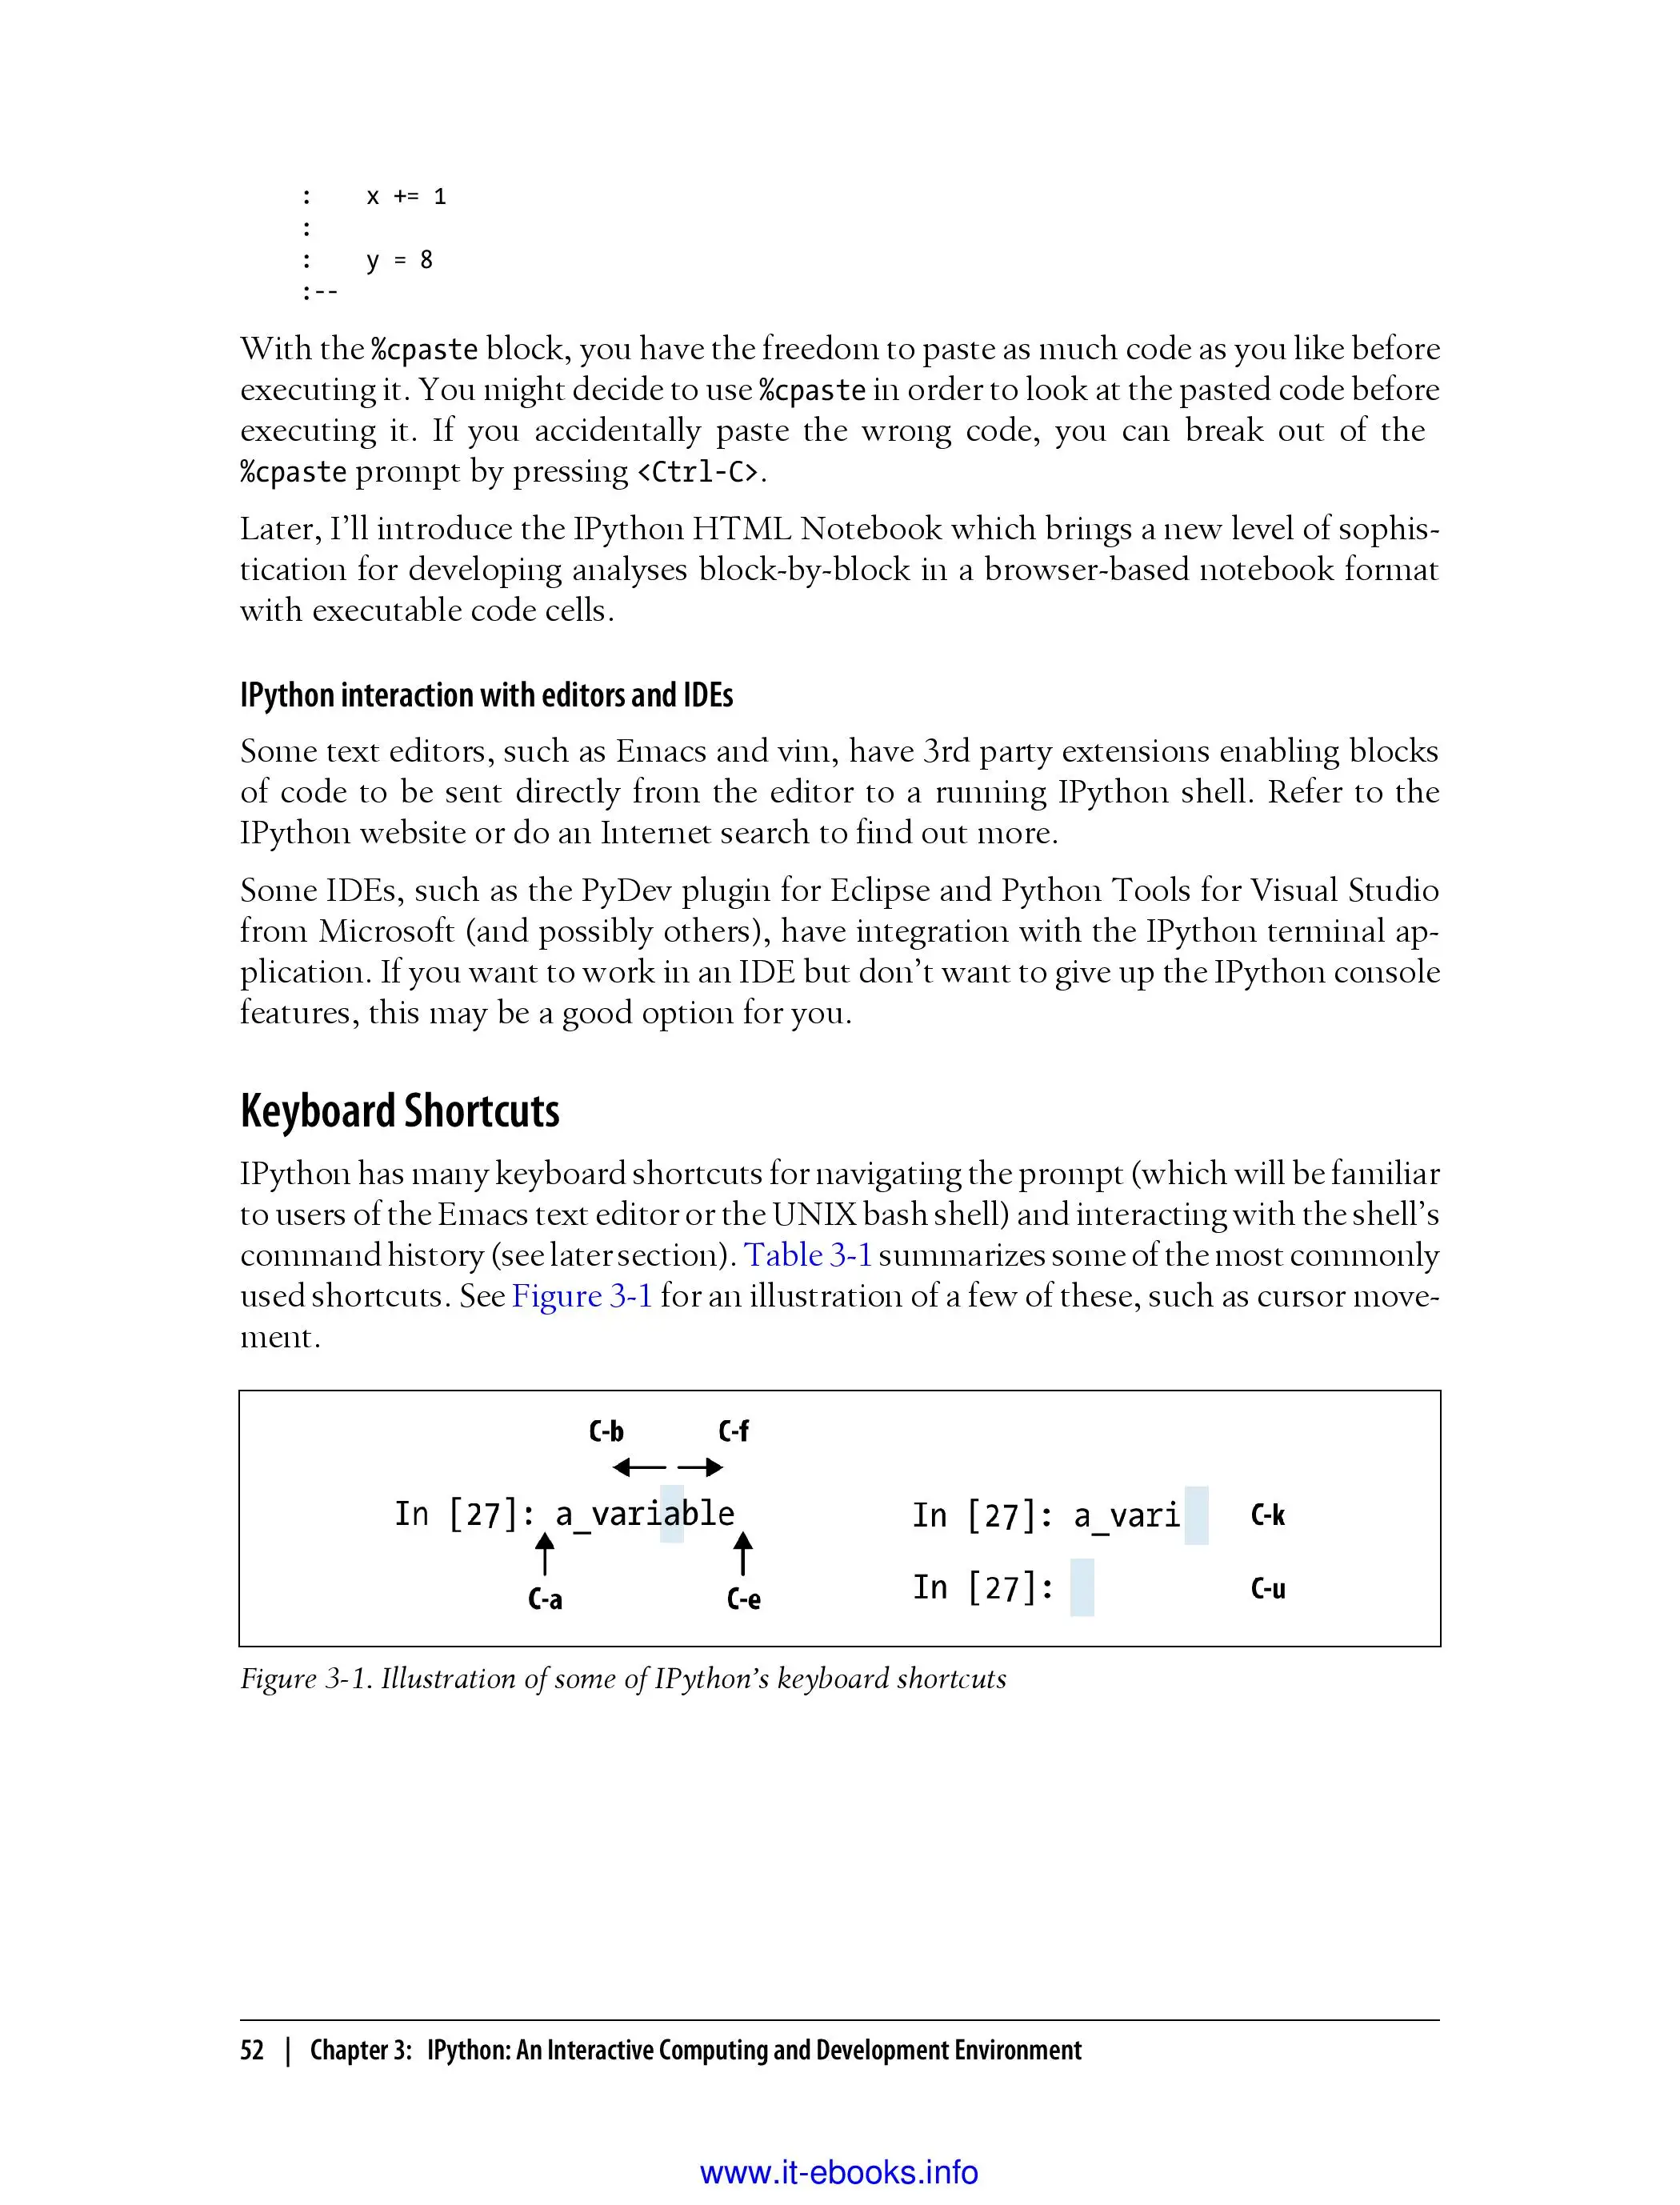 :    x += 1
:
:    y = 8
:--
With the %cpaste block, you have the freedom to paste as much code as you like before
executing it. You might decide to use %cpaste in order to look at the pasted code before
executing it. If you accidentally paste the wrong code, you can break out of the
%cpaste prompt by pressing <Ctrl-C>.
Later, I’ll introduce the IPython HTML Notebook which brings a new level of sophis-
tication for developing analyses block-by-block in a browser-based notebook format
with executable code cells.
IPython interaction with editors and IDEs
Some text editors, such as Emacs and vim, have 3rd party extensions enabling blocks
of code to be sent directly from the editor to a running IPython shell. Refer to the
IPython website or do an Internet search to find out more.
Some IDEs, such as the PyDev plugin for Eclipse and Python Tools for Visual Studio
from Microsoft (and possibly others), have integration with the IPython terminal ap-
plication. If you want to work in an IDE but don’t want to give up the IPython console
features, this may be a good option for you.
Keyboard Shortcuts
IPython has many keyboard shortcuts for navigating the prompt (which will be familiar
to users of the Emacs text editor or the UNIX bash shell) and interacting with the shell’s
command history (see later section). Table 3-1 summarizes some of the most commonly
used shortcuts. See Figure 3-1 for an illustration of a few of these, such as cursor move-
ment.
C-b C-f
In [27]: a_variable
C-a C-e
In [27]: a_vari C-k
In [27]: C-u
Figure 3-1. Illustration of some of IPython’s keyboard shortcuts
52 | Chapter 3: IPython: An Interactive Computing and Development Environment
www.it-ebooks.info